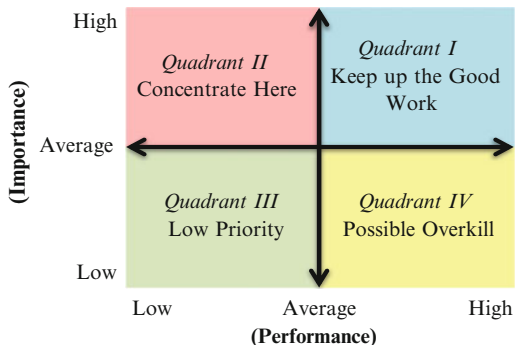 High
Quadrant II
Concentrate Here
Quadrant I
Keep up the Good
Work
(Importance)
Average
Quadrant III
Low Priority
Quadrant IV
Possible Overkill
Low
Low
Average
High
(Performance)